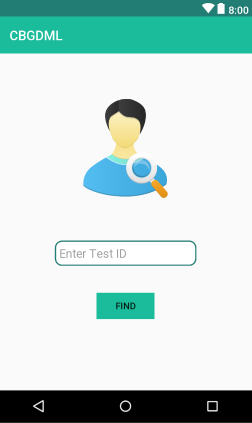 8:00
CBGDML
Enter Test ID
FIND